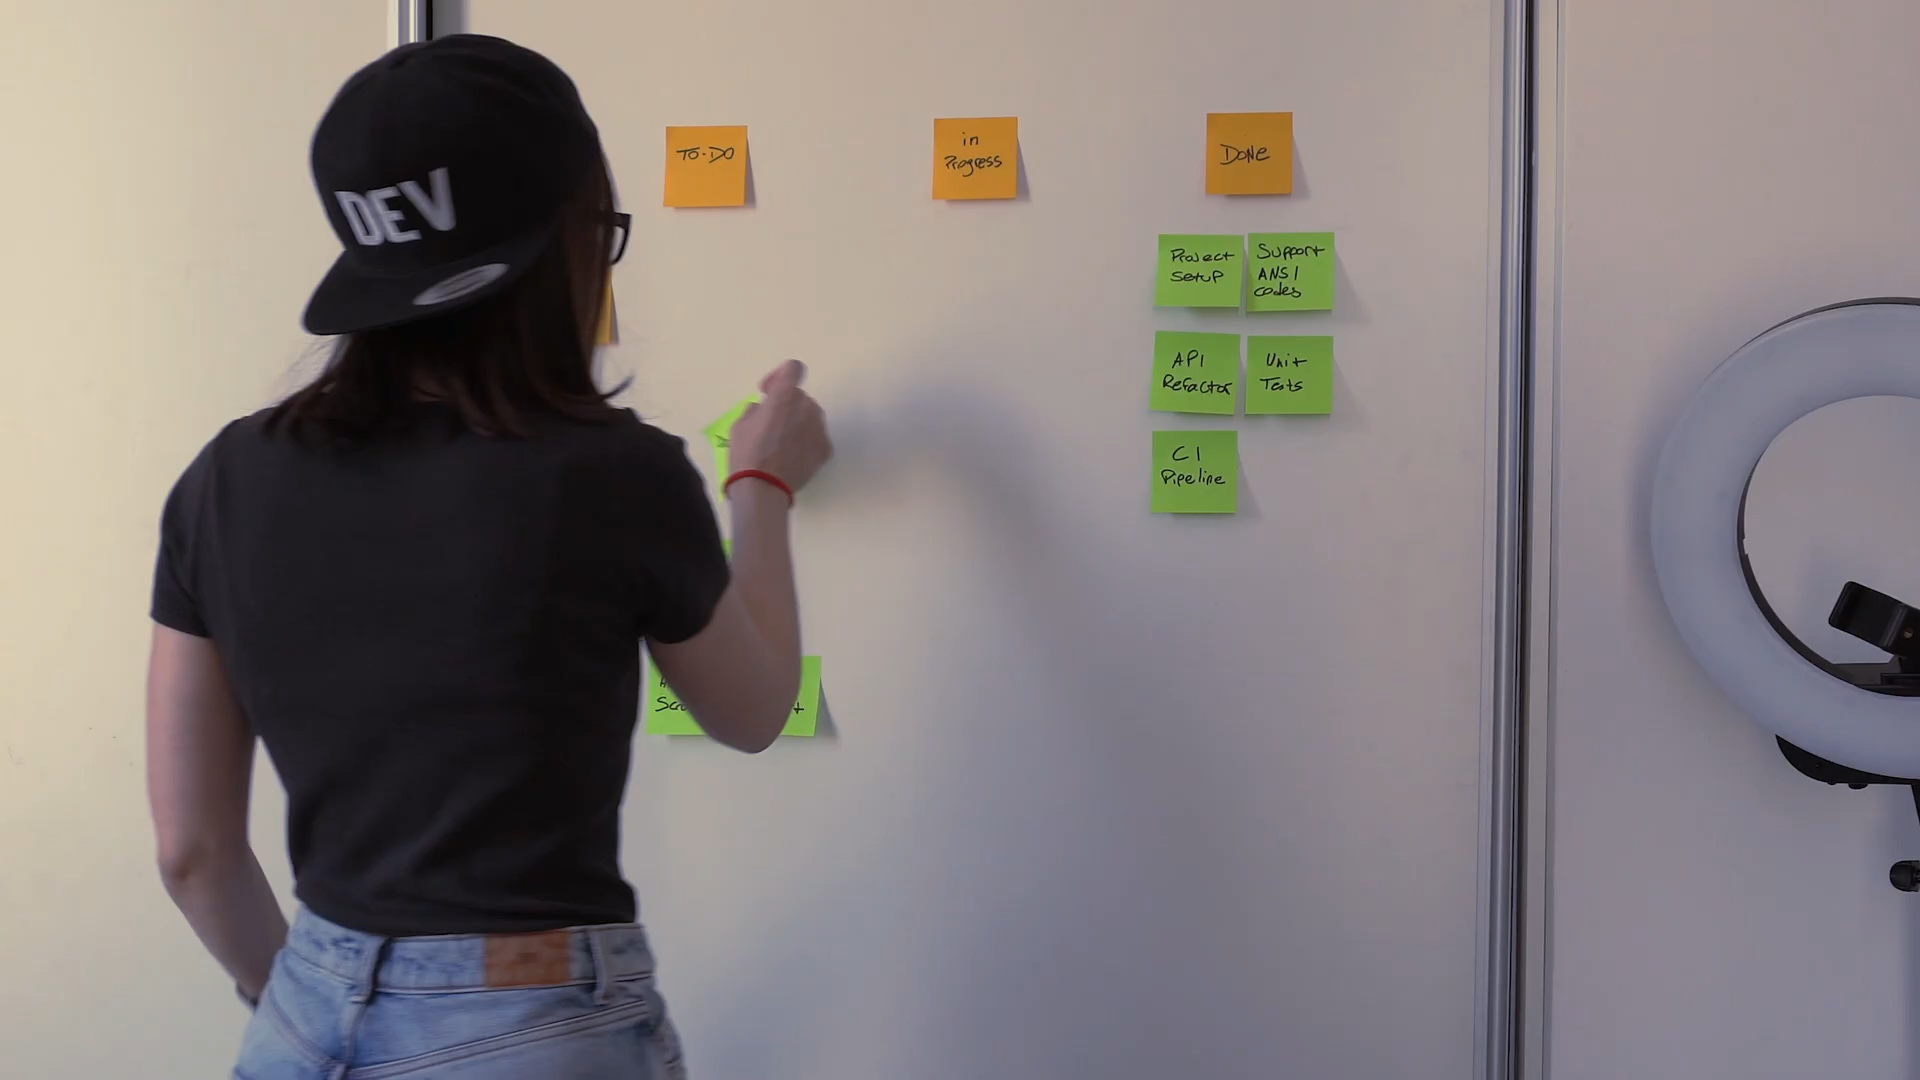 DEV
TO-DO
in
Progress
DONE
Project
Setup
Support
ANSI
codes
API
Refactor
Unit
Tests
CI
Pipeline